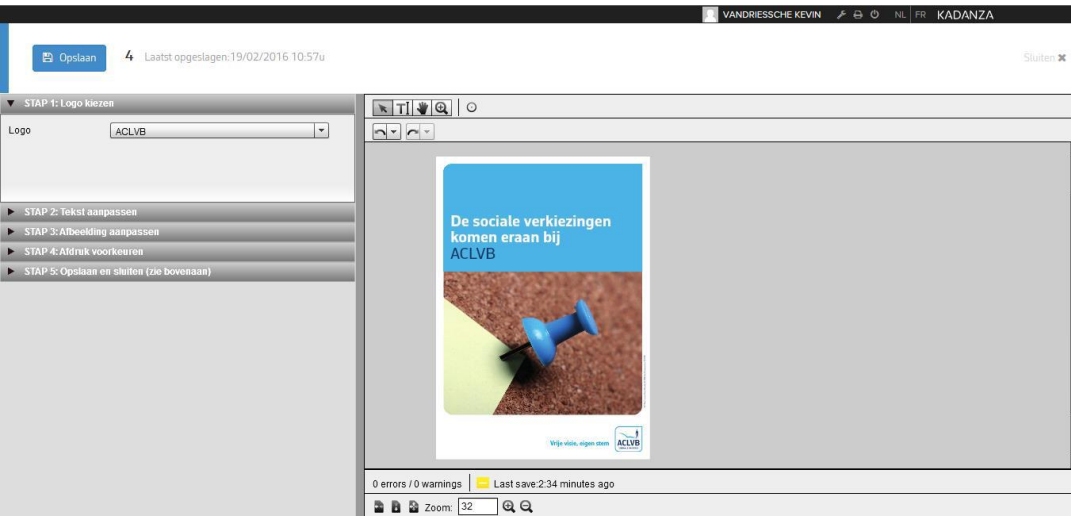 VANDRIESSCHE KEVIN NL FR KADANZA
Opslaan 4 Laatst opgeslagen:19/02/2016 10:57u Sluiten
STAP 1: Logo kiezen
Logo ACLVB
STAP 2: Tekst aanpassen
STAP 3: Afbeelding aanpassen
STAP 4: Afdruk voorkeuren
STAP 5: Opslaan en sluiten (zie bovenaan)
De sociale verkiezingen
komen eraan bij
ACLVB
Vrije visie, eigen stem
ACLVB
0 errors / 0 warnings Last save:2:34 minutes ago
Zoom: 32